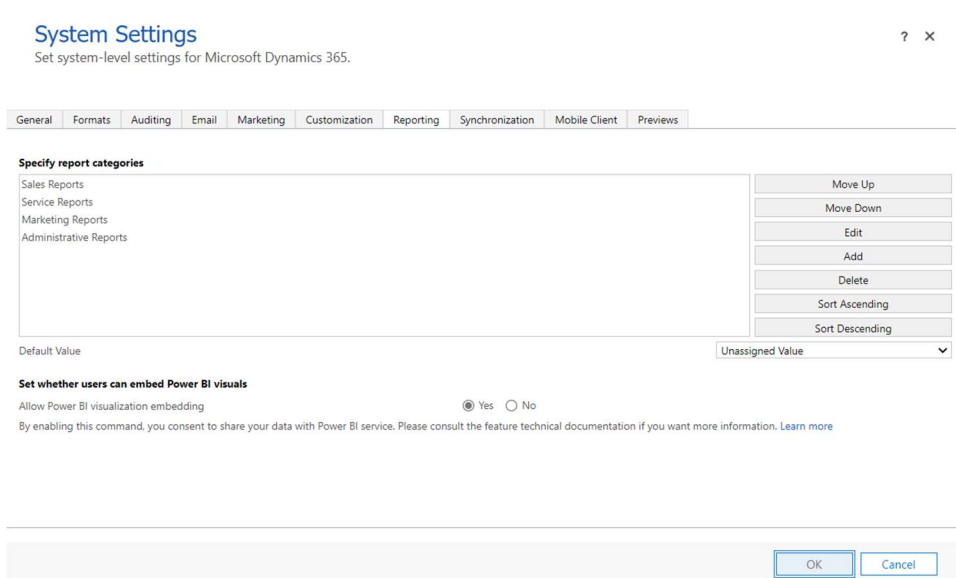 System Settings
? ✕
Set system-level settings for Microsoft Dynamics 365.
General Formats Auditing Email Marketing Customization Reporting Synchronization Mobile Client Previews
Specify report categories
Sales Reports
Service Reports
Marketing Reports
Administrative Reports
Move Up
Move Down
Edit
Add
Delete
Sort Ascending
Sort Descending
Default Value Unassigned Value
Set whether users can embed Power BI visuals
Allow Power BI visualization embedding Yes No
By enabling this command, you consent to share your data with Power BI service. Please consult the feature technical documentation if you want more information. Learn more
OK Cancel